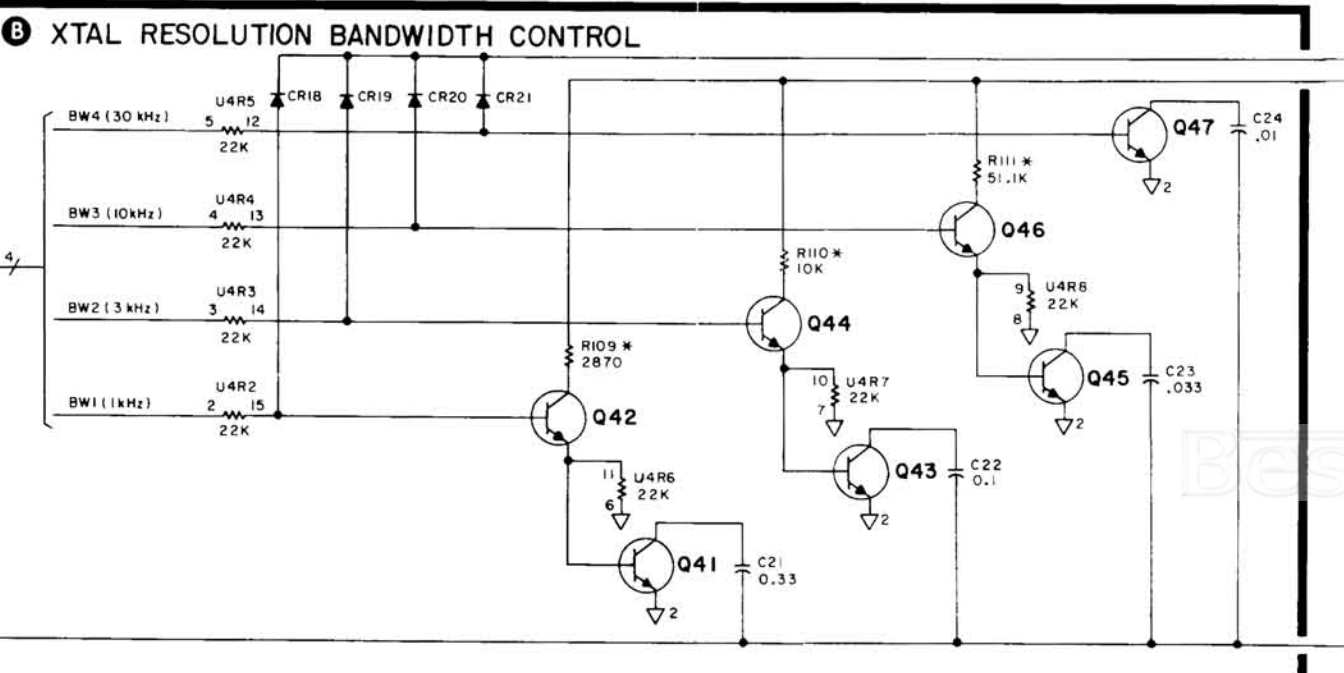 B XTAL RESOLUTION BANDWIDTH CONTROL
CR18 CR19 CR20 CR21
BW4 (30 kHz)
U4R5
5 12
22K
Q47
C24
.01
2
R111*
51.1K
BW3 (10kHz)
U4R4
4 13
22K
Q46
4
R110*
10K
BW2 (3 kHz)
U4R3
3 14
22K
Q44
9 U4R8
8 22K
R109*
2870
Q45
C23
.033
2
BW1 (1kHz)
U4R2
2 15
22K
Q42
10 U4R7
7 22K
Q43
C22
0.1
2
11 U4R6
6 22K
Q41
C21
0.33
2
Bes